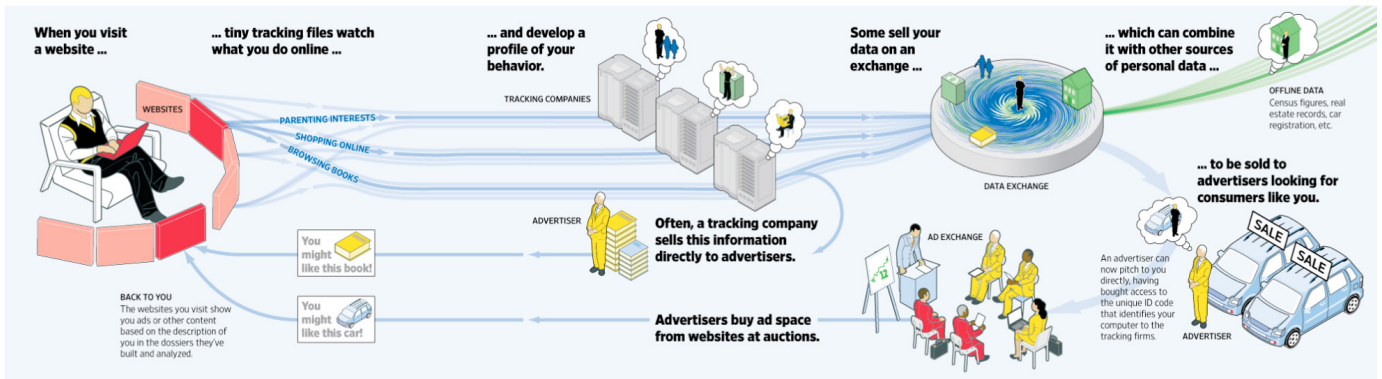 When you visit
a website ...
... tiny tracking files watch
what you do online ...
... and develop a
profile of your
behavior.
Some sell your
data on an
exchange ...
... which can combine
it with other sources
of personal data ...
WEBSITES
TRACKING COMPANIES
PARENTING INTERESTS
SHOPPING ONLINE
BROWSING BOOKS
DATA EXCHANGE
OFFLINE DATA
Census figures, real
estate records, car
registration, etc.
... to be sold to
advertisers looking for
consumers like you.
ADVERTISER
Often, a tracking company
sells this information
directly to advertisers.
You
might
like this book!
AD EXCHANGE
12
SALE
SALE
An advertiser can
now pitch to you
directly, having
bought access to
the unique ID code
that identifies your
computer to the
tracking firms.
ADVERTISER
BACK TO YOU
The websites you visit show
you ads or other content
based on the description of
you in the dossiers they've
built and analyzed.
You
might
like this car!
Advertisers buy ad space
from websites at auctions.